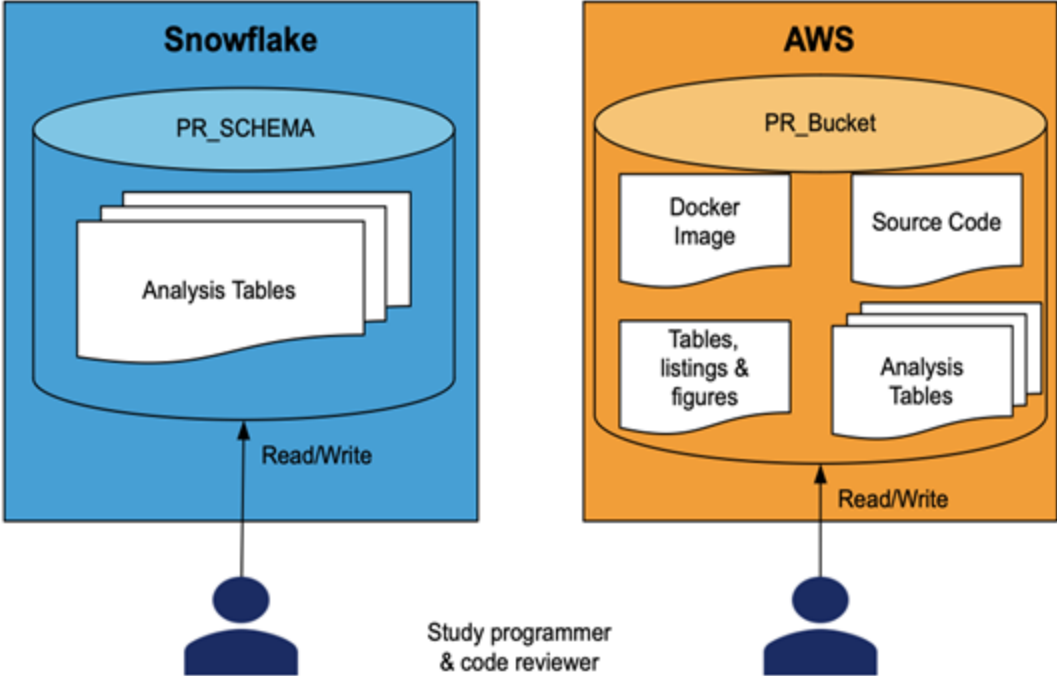 Snowflake
PR_SCHEMA
Analysis Tables
Read/Write
AWS
PR_Bucket
Docker
Image
Source Code
Tables,
listings &
figures
Analysis
Tables
Read/Write
Study programmer
& code reviewer